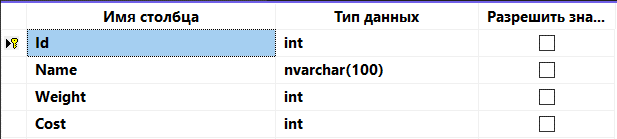 Имя столбца Тип данных Разрешить зна...
Id int
Name nvarchar(100)
Weight int
Cost int